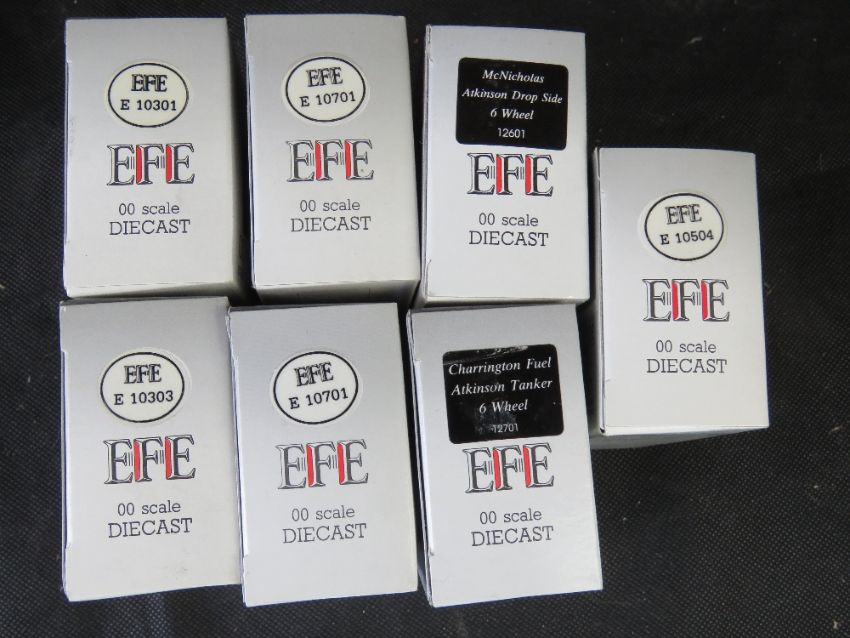 EFE
E 10301
EFE
00 scale
DIECAST
EFE
E 10701
EFE
00 scale
DIECAST
McNicholas
Atkinson Drop Side
6 Wheel
12601
EFE
00 scale
DIECAST
EFE
E 10504
EFE
00 scale
DIECAST
EFE
E 10303
EFE
00 scale
DIECAST
EFE
E 10701
EFE
00 scale
DIECAST
Charrington Fuel
Atkinson Tanker
6 Wheel
12701
EFE
00 scale
DIECAST